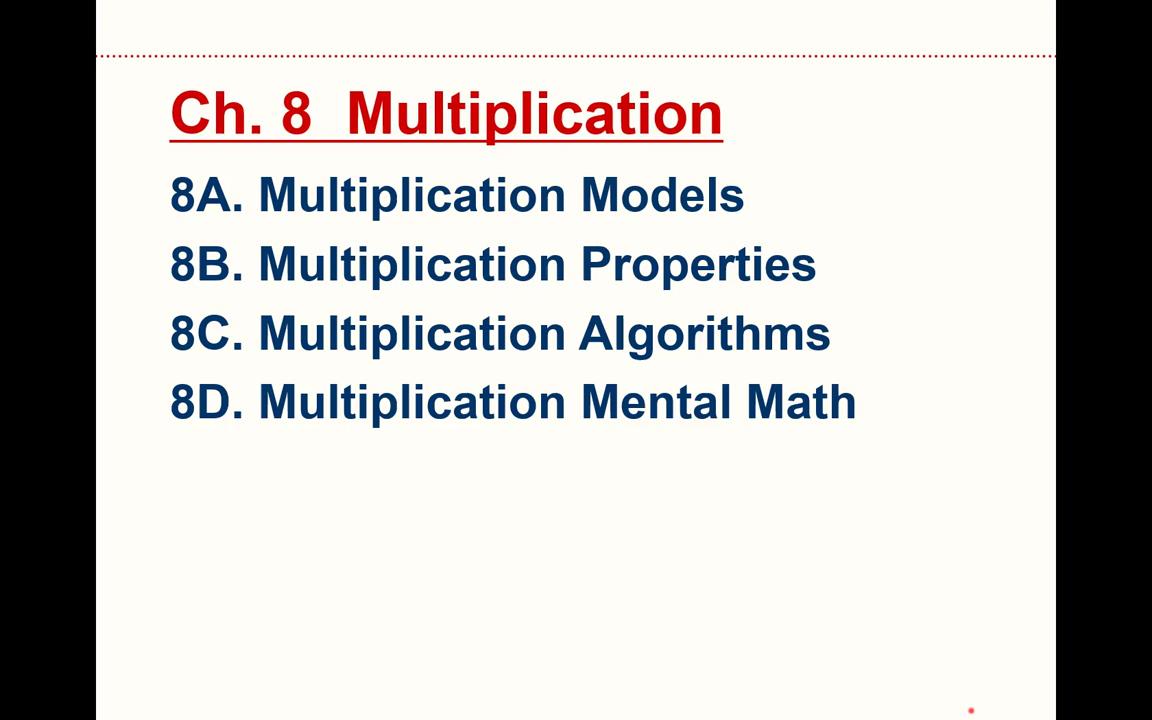 Ch. 8 Multiplication
8A. Multiplication Models
8B. Multiplication Properties
8C. Multiplication Algorithms
8D. Multiplication Mental Math